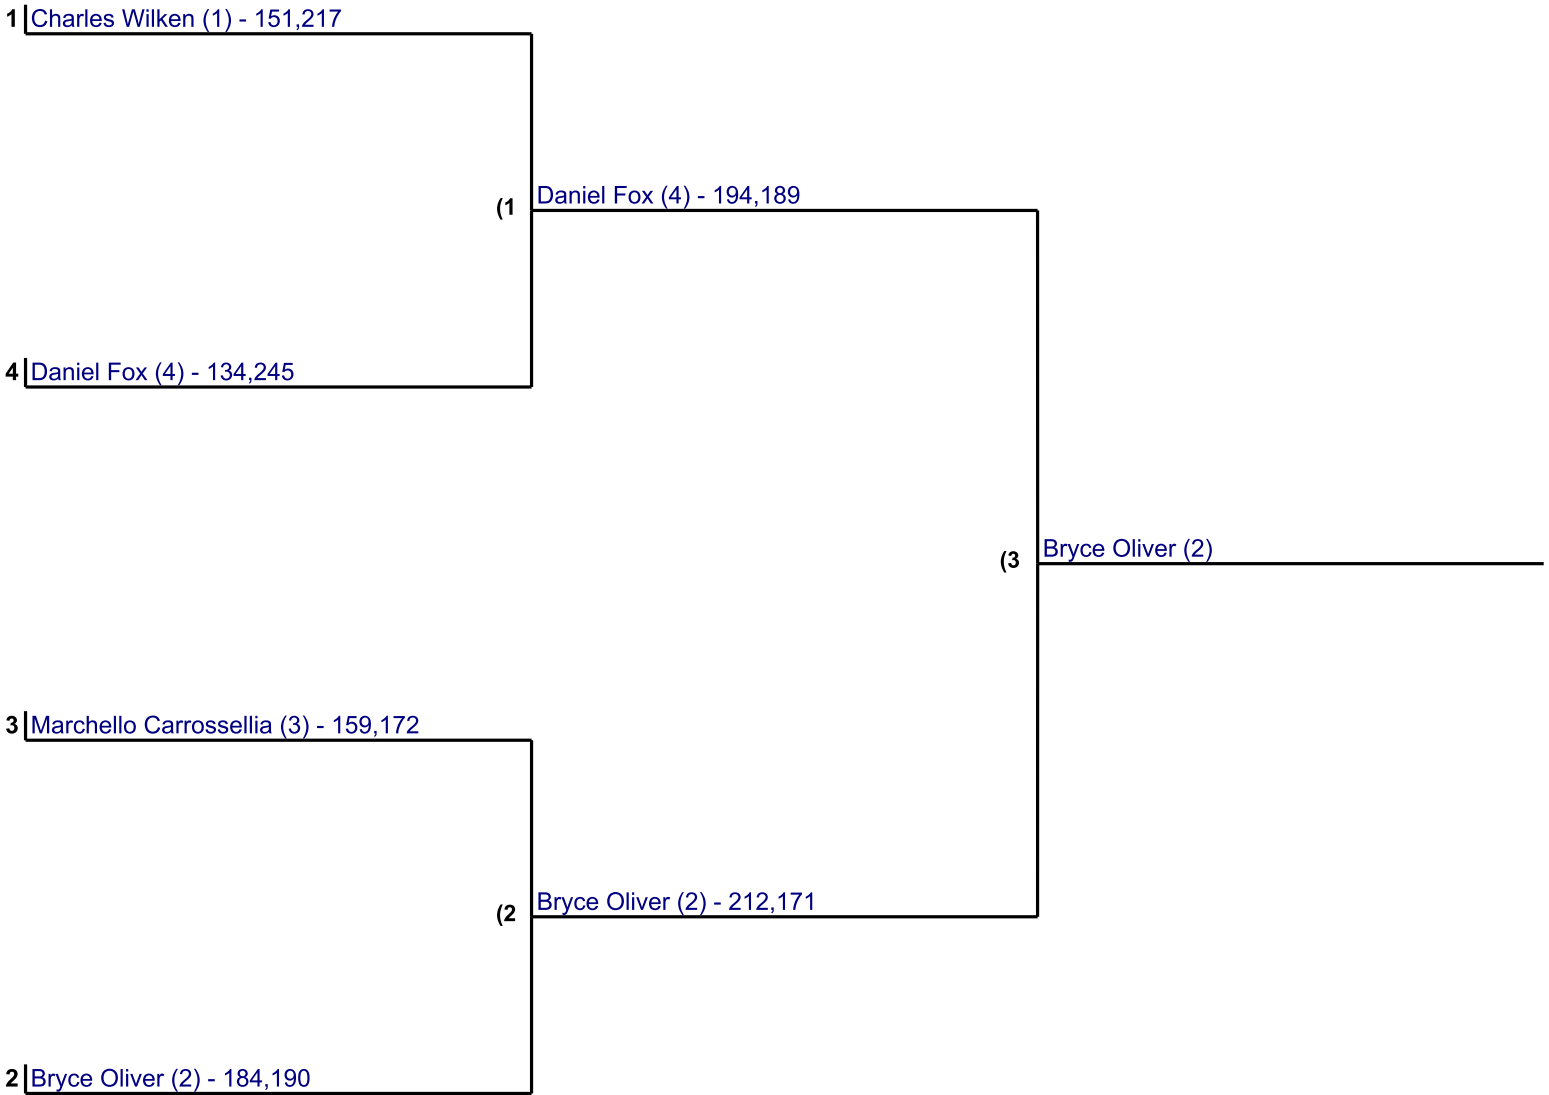 1 Charles Wilken (1) - 151,217
(1 Daniel Fox (4) - 194,189
4 Daniel Fox (4) - 134,245
(3 Bryce Oliver (2)
3 Marchello Carrossellia (3) - 159,172
(2 Bryce Oliver (2) - 212,171
2 Bryce Oliver (2) - 184,190